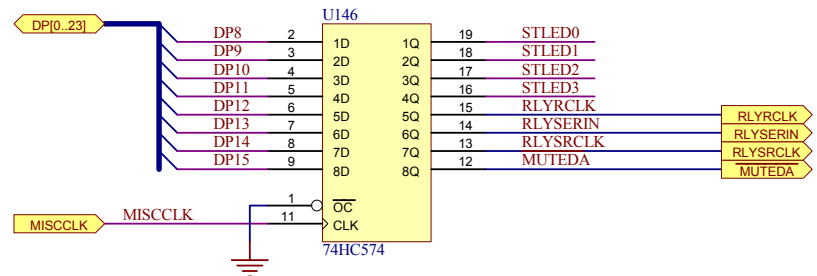 U146
DP[0..23]
DP8 2 1D 1Q 19 STLED0
DP9 3 2D 2Q 18 STLED1
DP10 4 3D 3Q 17 STLED2
DP11 5 4D 4Q 16 STLED3
DP12 6 5D 5Q 15 RLYRCLK RLYRCLK
DP13 7 6D 6Q 14 RLYSERIN RLYSERIN
DP14 8 7D 7Q 13 RLYSRCLK RLYSRCLK
DP15 9 8D 8Q 12 MUTEDA MUTEDA
1 OC
MISCCLK MISCCLK 11 CLK
74HC574